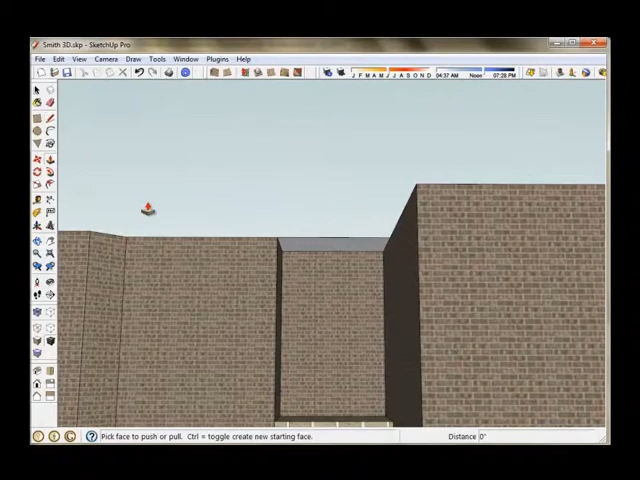 Smith 3D.skp - SketchUp Pro
File Edit View Camera Draw Tools Window Plugins Help
J F M A M J J A S O N D 04:37 AM Noon 07:28 PM
Pick face to push or pull. Ctrl = toggle create new starting face. Distance 0"